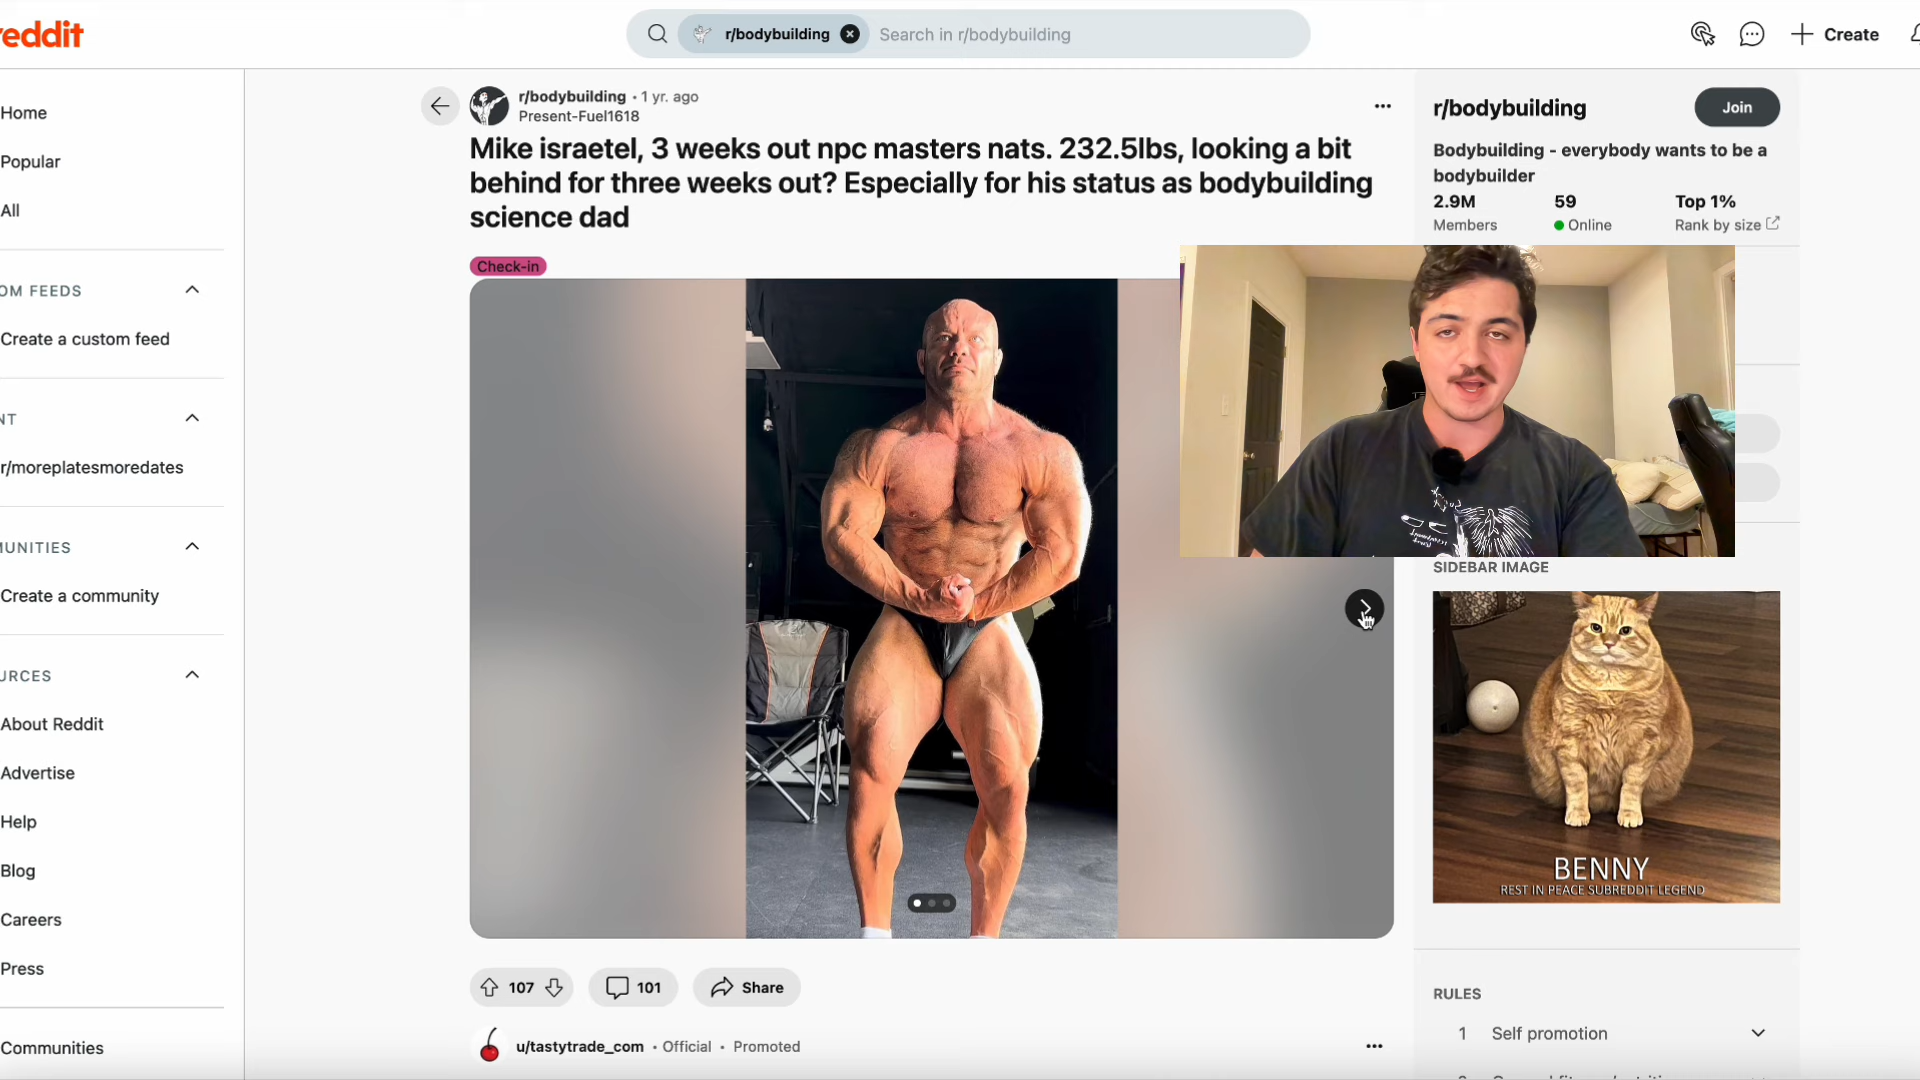 reddit
r/bodybuilding
Search in r/bodybuilding
Create
Home
Popular
All
OM FEEDS
Create a custom feed
NT
r/moreplatesmoredates
UNITIES
Create a community
URCES
About Reddit
Advertise
Help
Blog
Careers
Press
Communities
r/bodybuilding • 1 yr. ago
Present-Fuel1618
Mike israetel, 3 weeks out npc masters nats. 232.5lbs, looking a bit
behind for three weeks out? Especially for his status as bodybuilding
science dad
Check-in
107
101
Share
u/tastytrade_com • Official • Promoted
r/bodybuilding
Join
Bodybuilding - everybody wants to be a
bodybuilder
2.9M
59
Top 1%
Members
Online
Rank by size
SIDEBAR IMAGE
BENNY
REST IN PEACE SUBREDDIT LEGEND
RULES
1 Self promotion